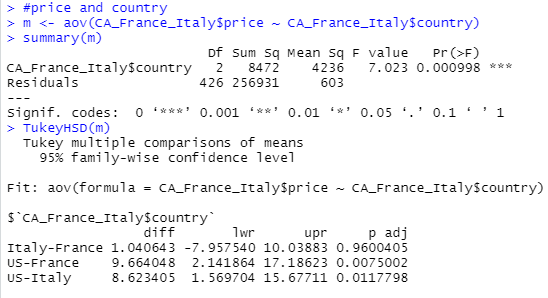 > #price and country
> m <- aov(CA_France_Italy$price ~ CA_France_Italy$country)
> summary(m)
                         Df Sum Sq Mean Sq F value   Pr(>F)
CA_France_Italy$country   2   8472    4236   7.023 0.000998 ***
Residuals               426 256931     603
---
Signif. codes:  0 ‘***’ 0.001 ‘**’ 0.01 ‘*’ 0.05 ‘.’ 0.1 ‘ ’ 1
> TukeyHSD(m)
  Tukey multiple comparisons of means
    95% family-wise confidence level

Fit: aov(formula = CA_France_Italy$price ~ CA_France_Italy$country)

$`CA_France_Italy$country`
                 diff       lwr      upr     p adj
Italy-France 1.040643 -7.957540 10.03883 0.9600405
US-France    9.664048  2.141864 17.18623 0.0075002
US-Italy     8.623405  1.569704 15.67711 0.0117798